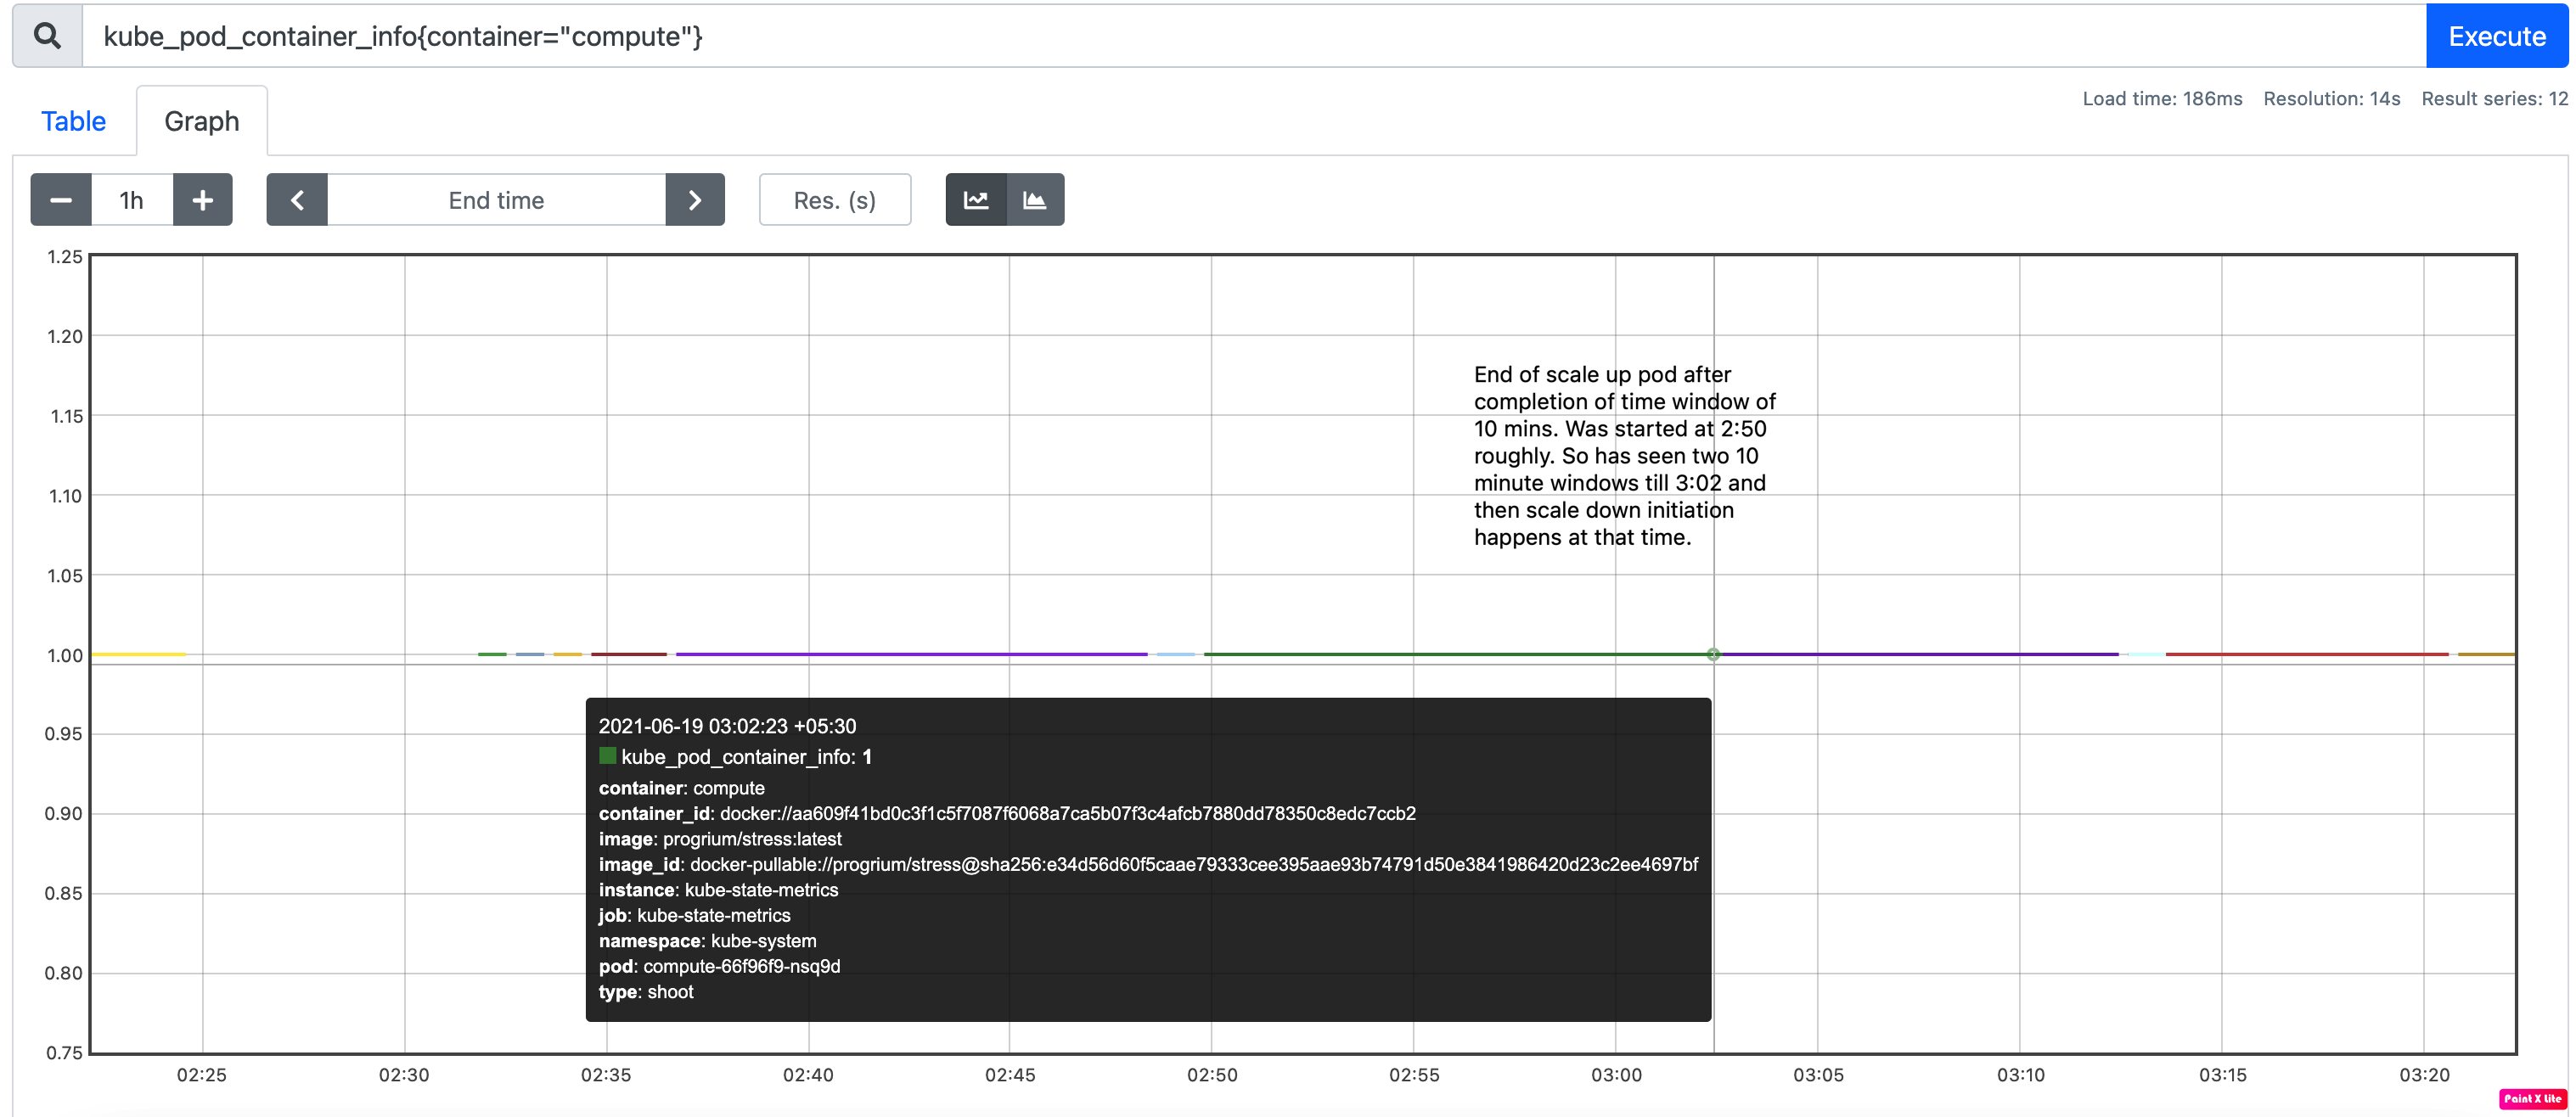 kube_pod_container_info{container="compute"}
Execute
Table
Graph
Load time: 186ms Resolution: 14s Result series: 12
1h
End time
Res. (s)
1.25
1.20
1.15
1.10
1.05
1.00
0.95
0.90
0.85
0.80
0.75
End of scale up pod after
completion of time window of
10 mins. Was started at 2:50
roughly. So has seen two 10
minute windows till 3:02 and
then scale down initiation
happens at that time.
2021-06-19 03:02:23 +05:30
kube_pod_container_info: 1
container: compute
container_id: docker://aa609f41bd0c3f1c5f7087f6068a7ca5b07f3c4afcb7880dd78350c8edc7ccb2
image: progrium/stress:latest
image_id: docker-pullable://progrium/stress@sha256:e34d56d60f5caae79333cee395aae93b74791d50e3841986420d23c2ee4697bf
instance: kube-state-metrics
job: kube-state-metrics
namespace: kube-system
pod: compute-66f96f9-nsq9d
type: shoot
02:25 02:30 02:35 02:40 02:45 02:50 02:55 03:00 03:05 03:10 03:15 03:20
Paint X Lite